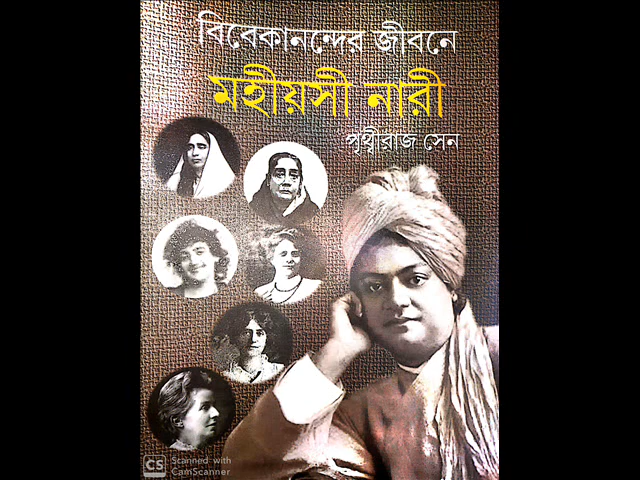 বিবেকানন্দের জীবনে
মহীয়সী নারী
পৃথ্বীরাজ সেন
CS Scanned with
CamScanner